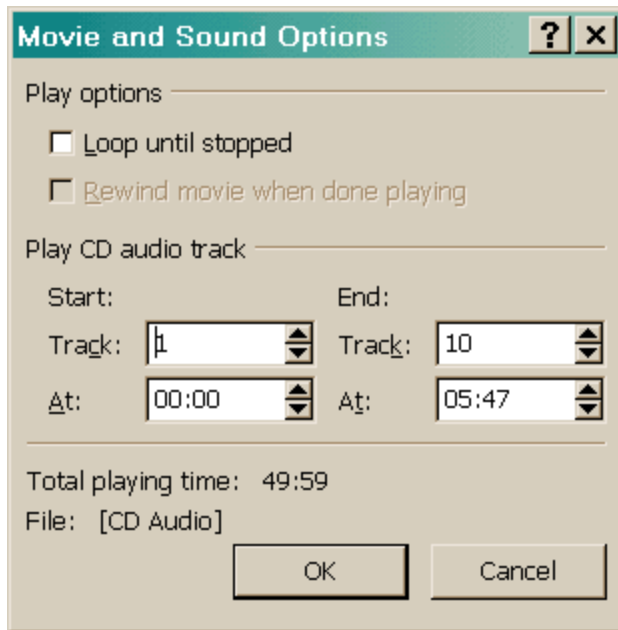 Movie and Sound Options ? ×
Play options
Loop until stopped
Rewind movie when done playing
Play CD audio track
Start: End:
Track: 1 Track: 10
At: 00:00 At: 05:47
Total playing time: 49:59
File: [CD Audio]
OK Cancel